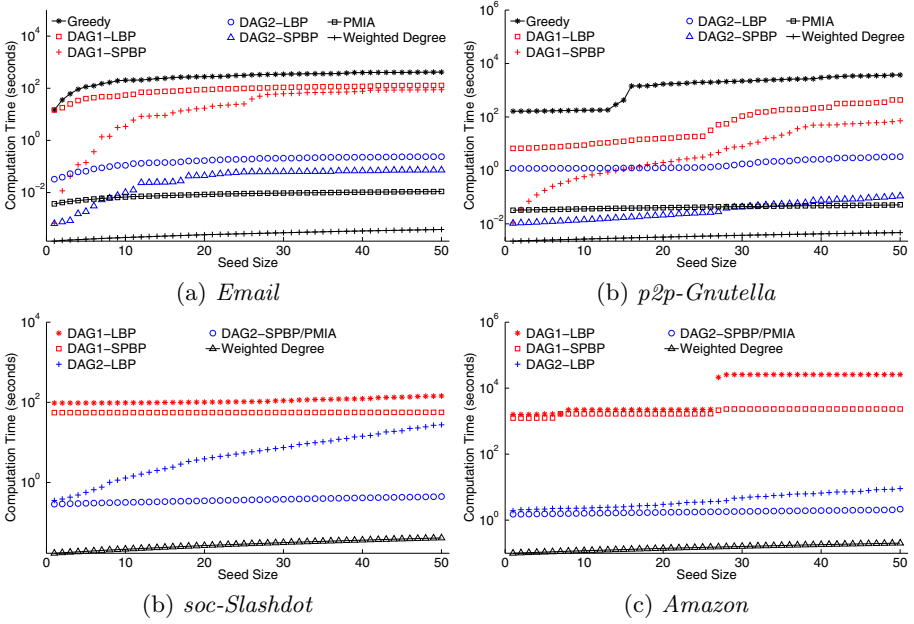 Greedy
DAG1−LBP
DAG1−SPBP
DAG2−LBP
DAG2−SPBP
PMIA
Weighted Degree
Computation Time (seconds)
10^4
10^2
10^0
10^−2
0 10 20 30 40 50
Seed Size
(a) Email
Greedy
DAG1−LBP
DAG1−SPBP
DAG2−LBP
DAG2−SPBP
PMIA
Weighted Degree
Computation Time (seconds)
10^6
10^4
10^2
10^0
10^−2
0 10 20 30 40 50
Seed Size
(b) p2p-Gnutella
DAG1−LBP
DAG1−SPBP
DAG2−LBP
DAG2−SPBP/PMIA
Weighted Degree
Computation Time (seconds)
10^4
10^2
10^0
0 10 20 30 40 50
Seed Size
(b) soc-Slashdot
DAG1−LBP
DAG1−SPBP
DAG2−LBP
DAG2−SPBP/PMIA
Weighted Degree
Computation Time (seconds)
10^6
10^4
10^2
10^0
0 10 20 30 40 50
Seed Size
(c) Amazon